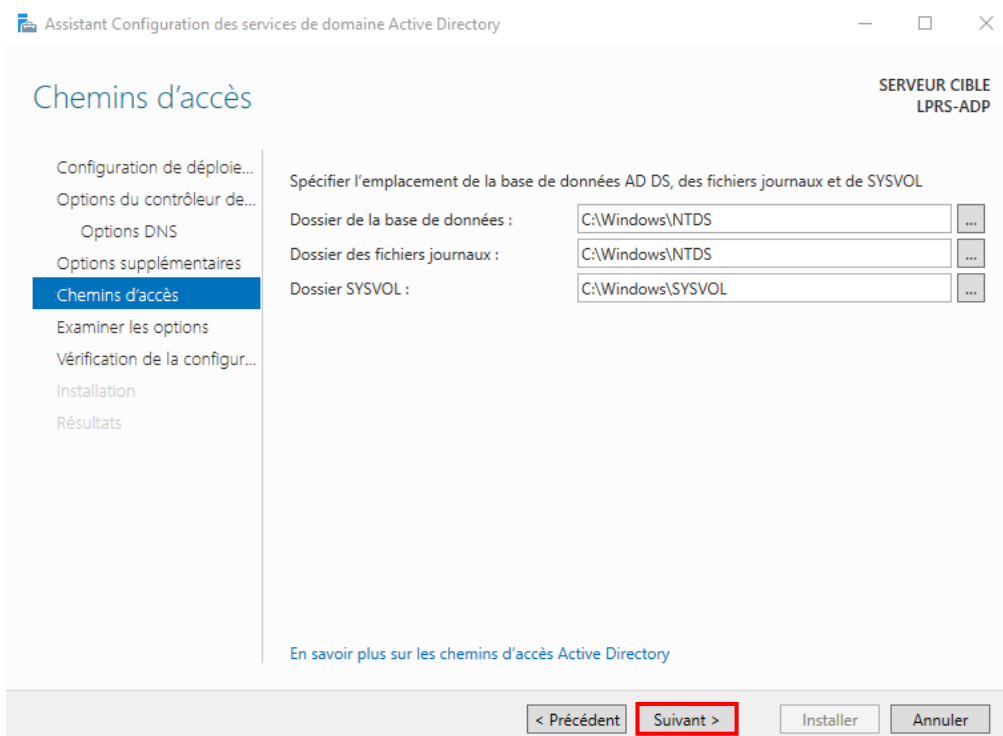 Assistant Configuration des services de domaine Active Directory
Chemins d'accès
SERVEUR CIBLE
LPRS-ADP
Configuration de déploie...
Options du contrôleur de...
Options DNS
Options supplémentaires
Chemins d'accès
Examiner les options
Vérification de la configur...
Installation
Résultats
Spécifier l'emplacement de la base de données AD DS, des fichiers journaux et de SYSVOL
Dossier de la base de données : C:\Windows\NTDS ...
Dossier des fichiers journaux : C:\Windows\NTDS ...
Dossier SYSVOL : C:\Windows\SYSVOL ...
En savoir plus sur les chemins d'accès Active Directory
< Précédent Suivant > Installer Annuler